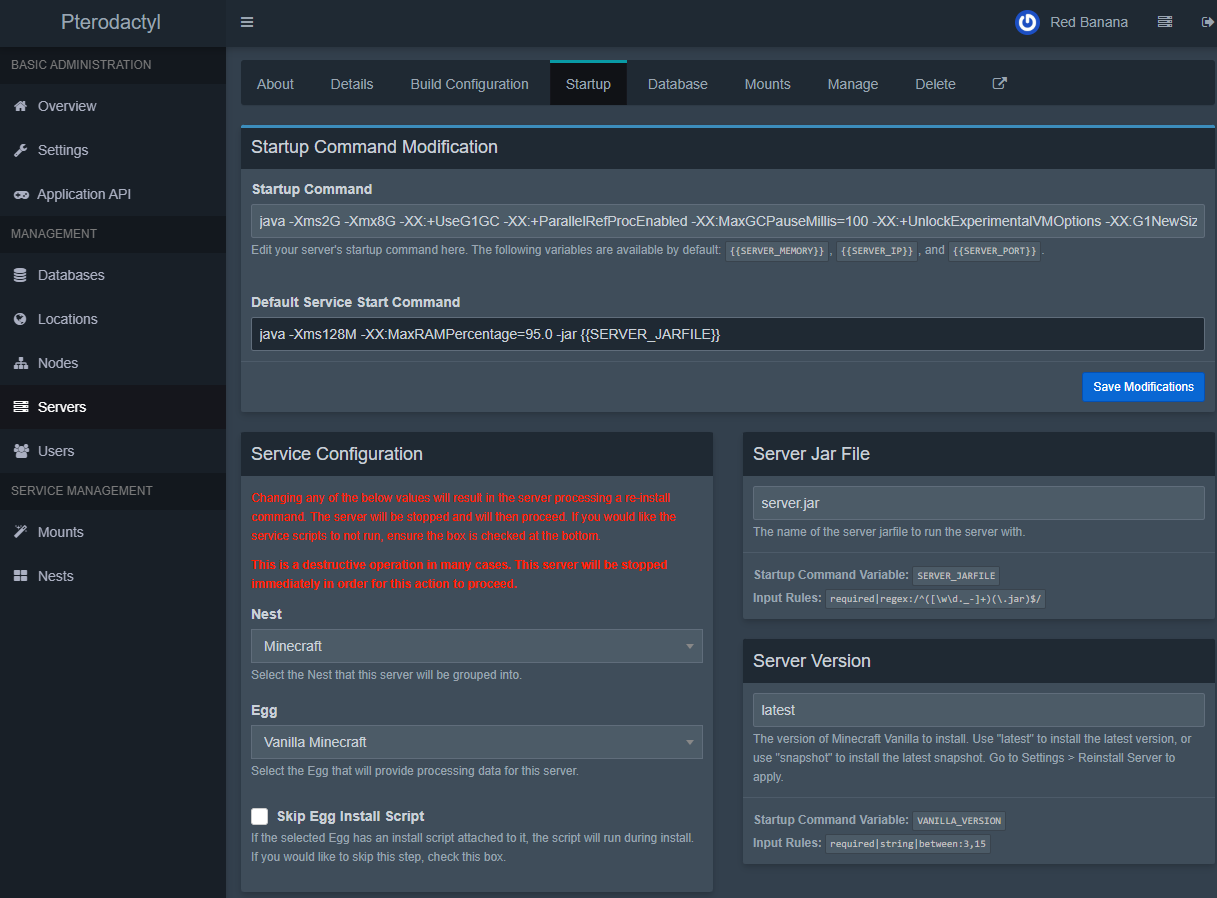 Pterodactyl
Red Banana
BASIC ADMINISTRATION
Overview
Settings
Application API
MANAGEMENT
Databases
Locations
Nodes
Servers
Users
SERVICE MANAGEMENT
Mounts
Nests
About Details Build Configuration Startup Database Mounts Manage Delete
Startup Command Modification
Startup Command
java -Xms2G -Xmx8G -XX:+UseG1GC -XX:+ParallelRefProcEnabled -XX:MaxGCPauseMillis=100 -XX:+UnlockExperimentalVMOptions -XX:G1NewSiz
Edit your server's startup command here. The following variables are available by default: {{SERVER_MEMORY}} , {{SERVER_IP}} , and {{SERVER_PORT}} .
Default Service Start Command
java -Xms128M -XX:MaxRAMPercentage=95.0 -jar {{SERVER_JARFILE}}
Save Modifications
Service Configuration
Changing any of the below values will result in the server processing a re-install
command. The server will be stopped and will then proceed. If you would like the
service scripts to not run, ensure the box is checked at the bottom.
This is a destructive operation in many cases. This server will be stopped
immediately in order for this action to proceed.
Nest
Minecraft
Select the Nest that this server will be grouped into.
Egg
Vanilla Minecraft
Select the Egg that will provide processing data for this server.
Skip Egg Install Script
If the selected Egg has an install script attached to it, the script will run during install.
If you would like to skip this step, check this box.
Server Jar File
server.jar
The name of the server jarfile to run the server with.
Startup Command Variable: SERVER_JARFILE
Input Rules: required|regex:/^([\w\d._-]+)(\.jar)$/
Server Version
latest
The version of Minecraft Vanilla to install. Use "latest" to install the latest version, or
use "snapshot" to install the latest snapshot. Go to Settings > Reinstall Server to
apply.
Startup Command Variable: VANILLA_VERSION
Input Rules: required|string|between:3,15